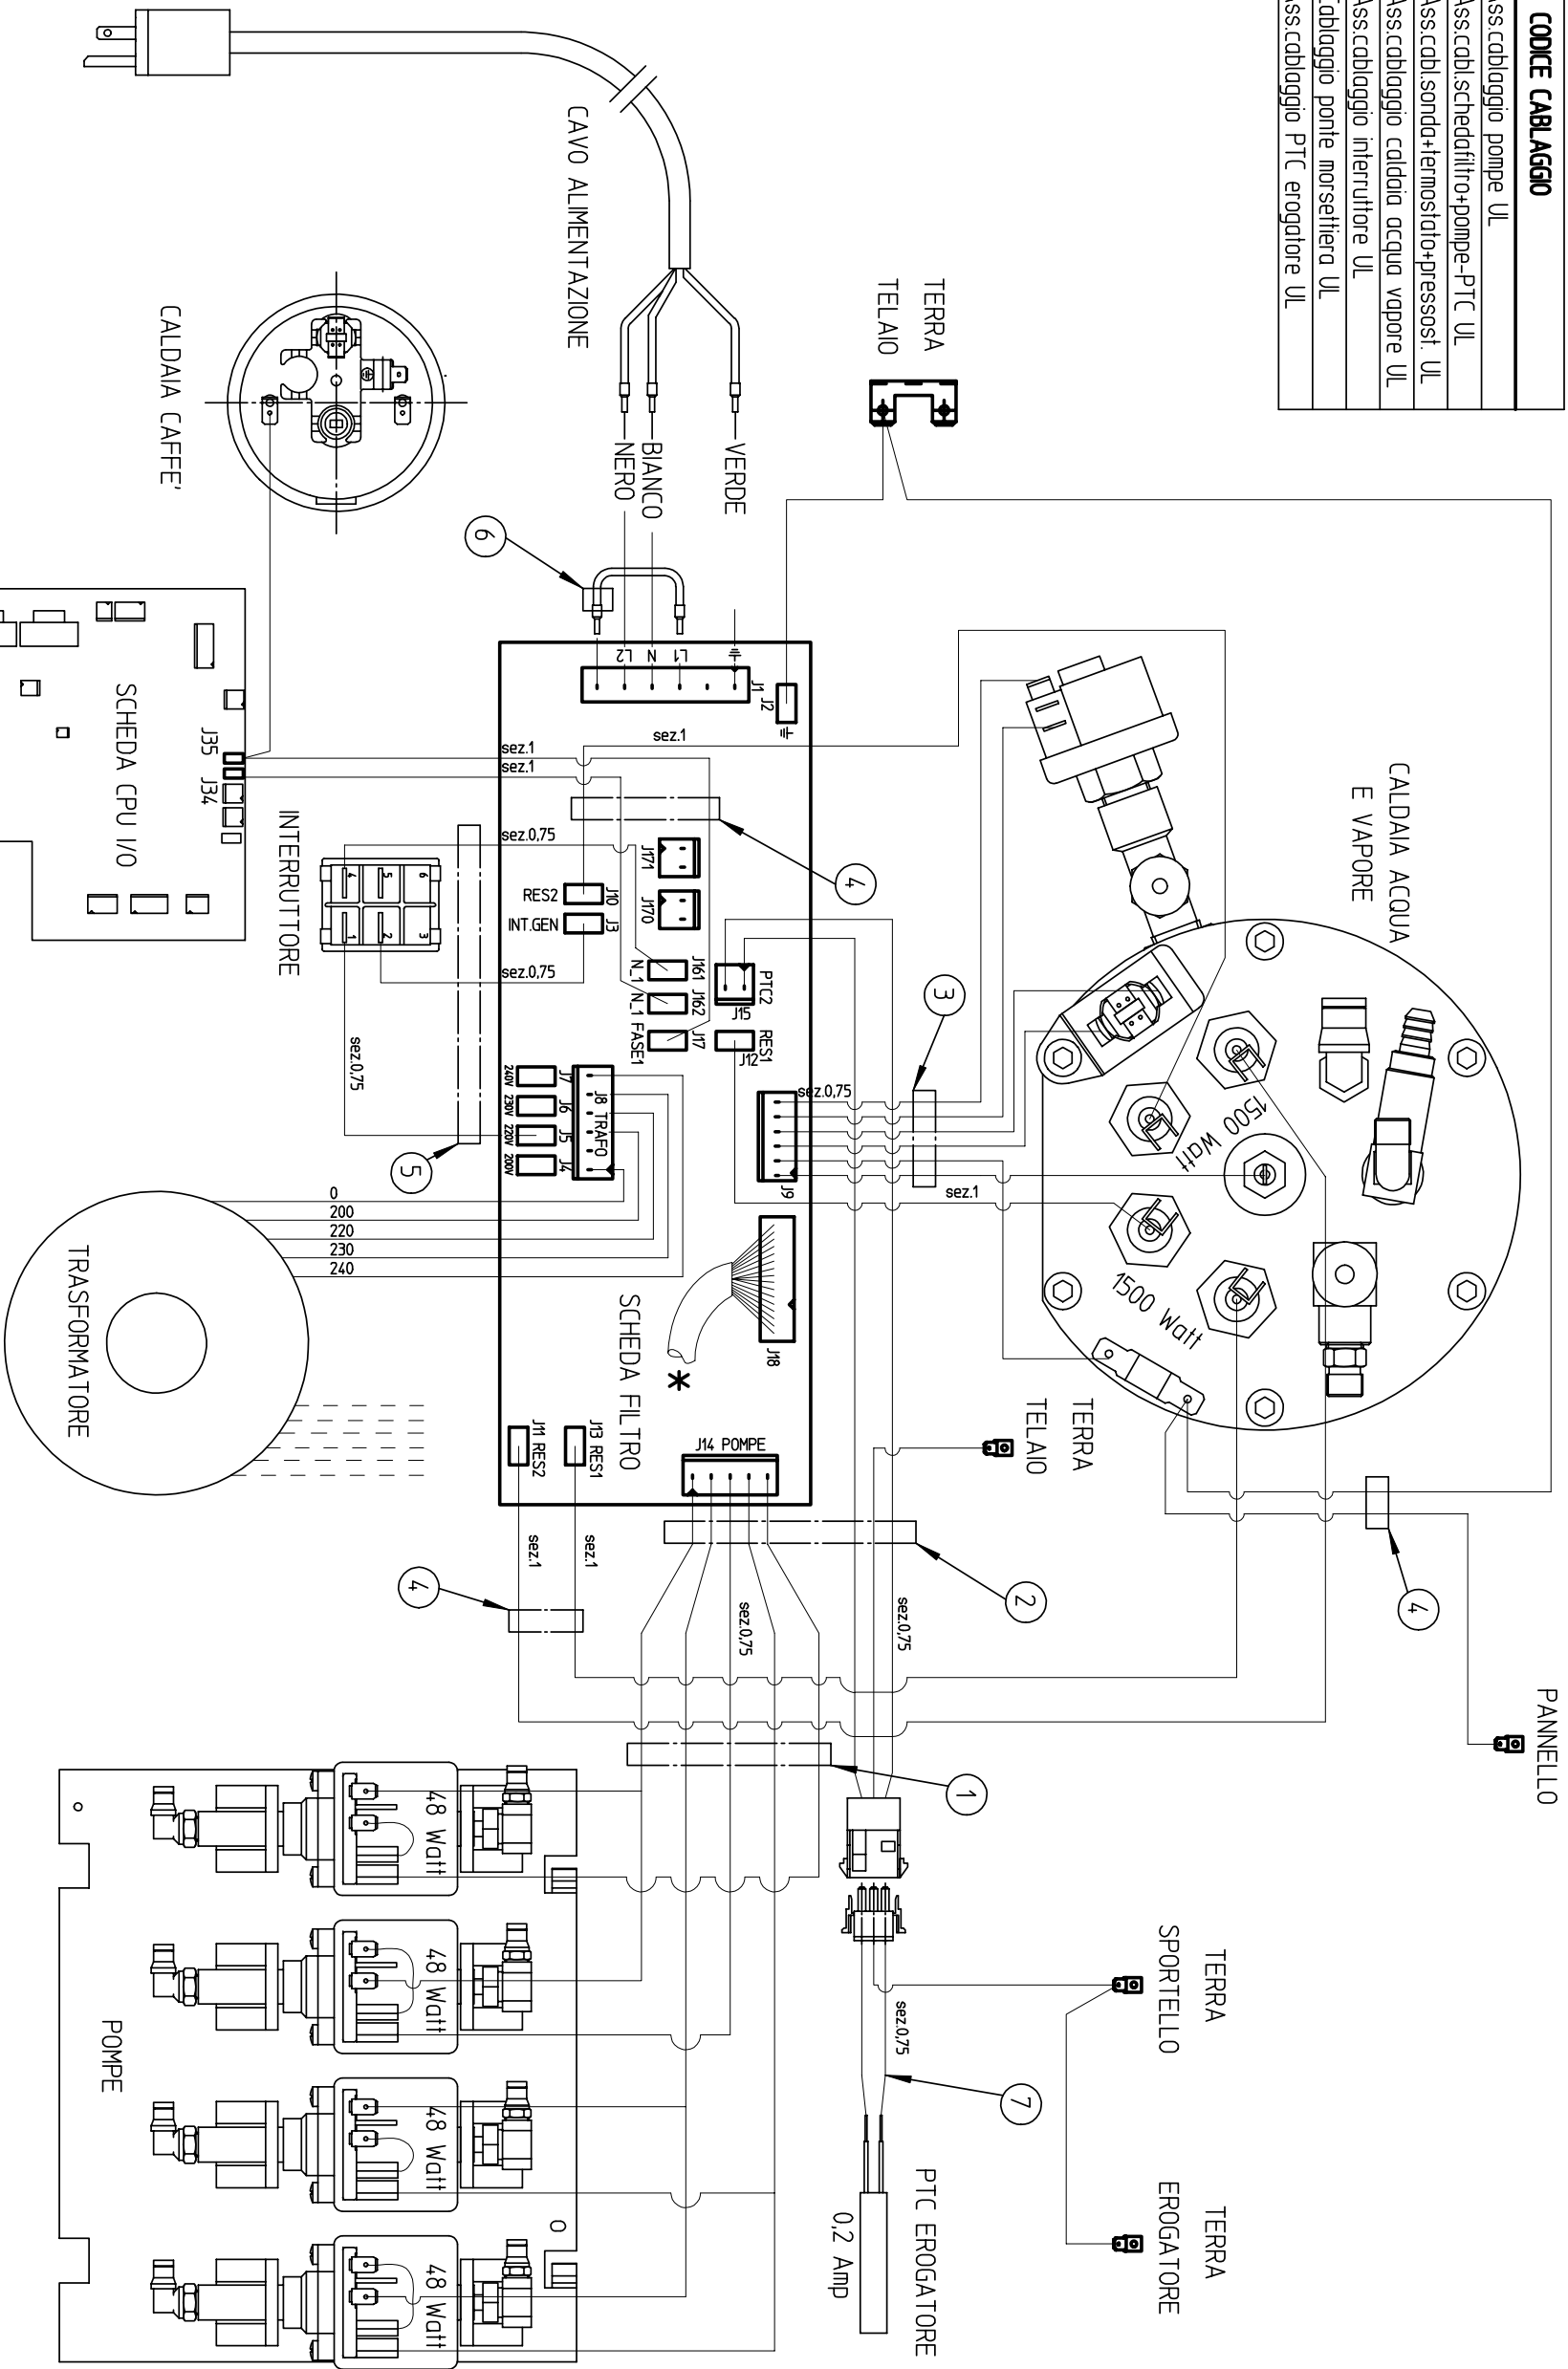 CODICE CABLAGGIO
Ass.cablaggio pompe UL
Ass.cabl.schedafiltro+pompe-PTC UL
Ass.cabl.sonda+termostato+pressost. UL
Ass.cablaggio caldaia acqua vapore UL
Ass.cablaggio interruttore UL
Cablaggio ponte morsettiera UL
Ass.cablaggio PTC erogatore UL
TERRA
TELAIO
CAVO ALIMENTAZIONE
VERDE
BIANCO
NERO
CALDAIA CAFFE'
6
CALDAIA ACQUA
E VAPORE
1500 Watt
1500 Watt
SCHEDA CPU I/O
J35
J34
INTERRUTTORE
1
2
3
4
5
6
L2
N
L1
J1
J2
sez.1
sez.1
sez.1
sez.0,75
sez.0,75
sez.0,75
4
5
3
J171
J170
RES2
J10
INT.GEN
J3
J161
N_1
J162
N_1
J17
FASE1
PTC2
J15
RES1
J12
sez.0,75
J9
sez.1
J7
J6
J5
J4
J8 TRAFO
240V
230V
220V
200V
0
200
220
230
240
TRASFORMATORE
J18
*
SCHEDA FILTRO
J14 POMPE
J13 RES1
J11 RES2
sez.1
sez.1
TERRA
TELAIO
4
2
4
sez.0,75
sez.0,75
1
PANNELLO
48 Watt
48 Watt
48 Watt
48 Watt
POMPE
TERRA
SPORTELLO
sez.0,75
7
TERRA
EROGATORE
PTC EROGATORE
0,2 Amp